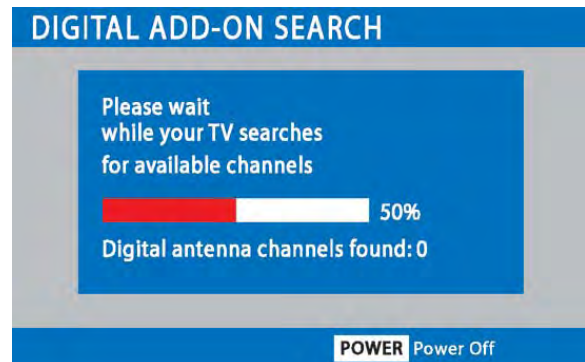 DIGITAL ADD-ON SEARCH
Please wait
while your TV searches
for available channels
50%
Digital antenna channels found: 0
POWER Power Off